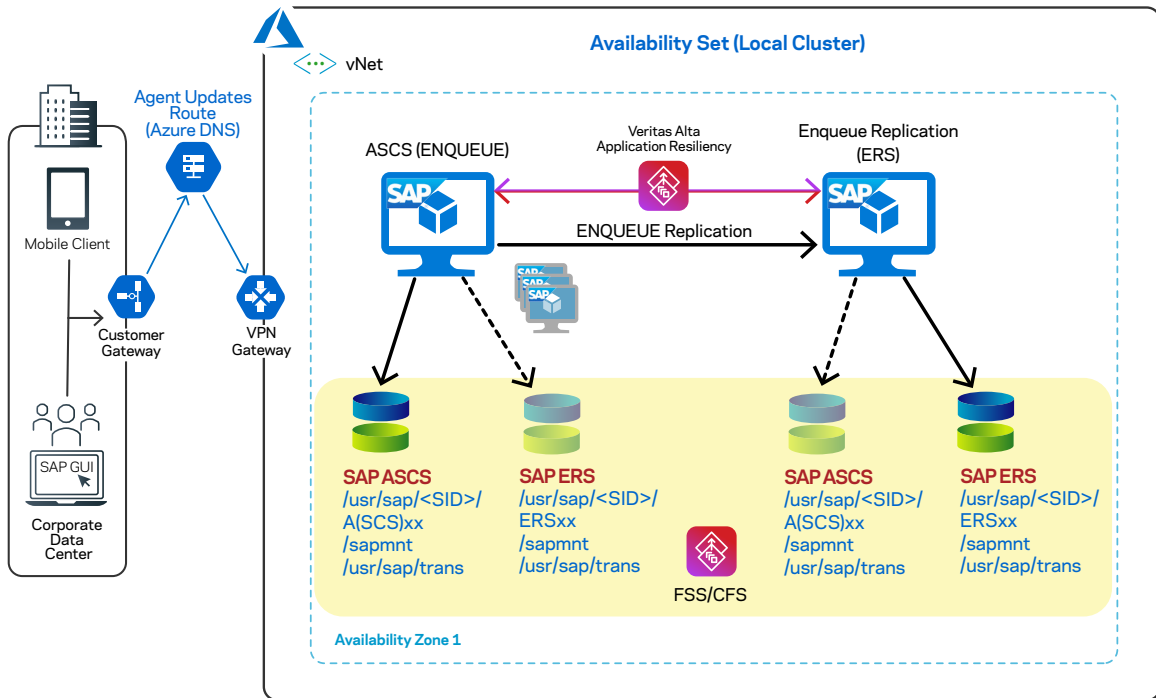 Availability Set (Local Cluster)
vNet
Agent Updates
Route
(Azure DNS)
Mobile Client
Customer
Gateway
VPN
Gateway
SAP GUI
Corporate
Data
Center
ASCS (ENQUEUE)
Veritas Alta
Application Resiliency
Enqueue Replication
(ERS)
SAP
SAP
ENQUEUE Replication
SAP
SAP
SAP
SAP ASCS
/usr/sap/<SID>/
A(SCS)xx
/sapmnt
/usr/sap/trans
SAP ERS
/usr/sap/<SID>/
ERSxx
/sapmnt
/usr/sap/trans
FSS/CFS
SAP ASCS
/usr/sap/<SID>/
A(SCS)xx
/sapmnt
/usr/sap/trans
SAP ERS
/usr/sap/<SID>/
ERSxx
/sapmnt
/usr/sap/trans
Availability Zone 1